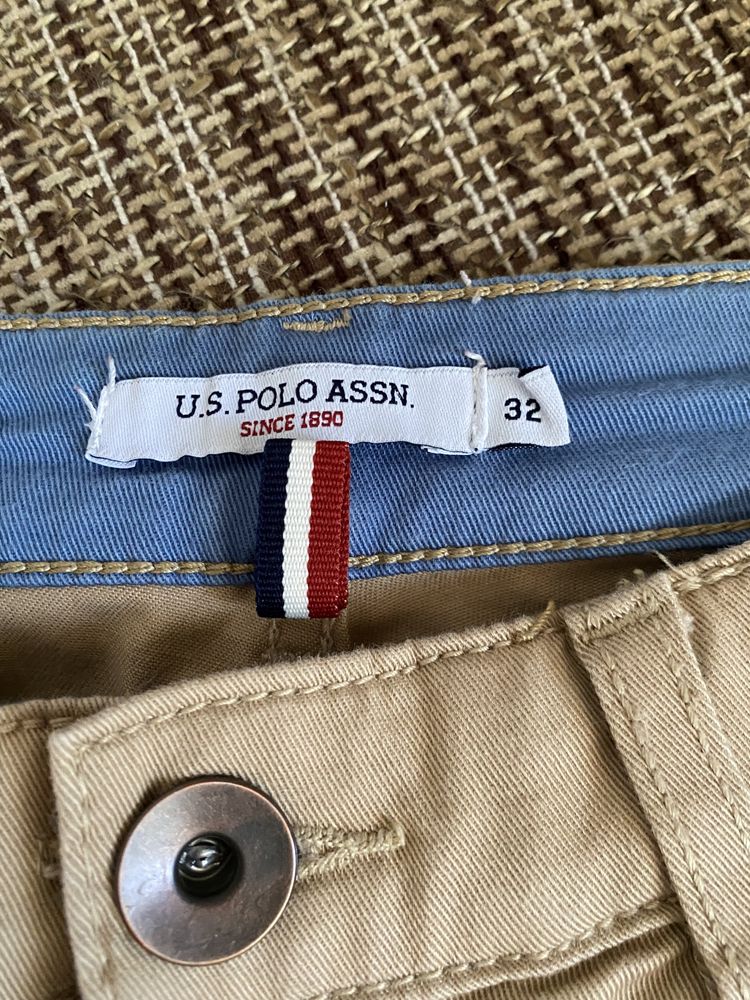 U.S. POLO ASSN.
SINCE 1890
32